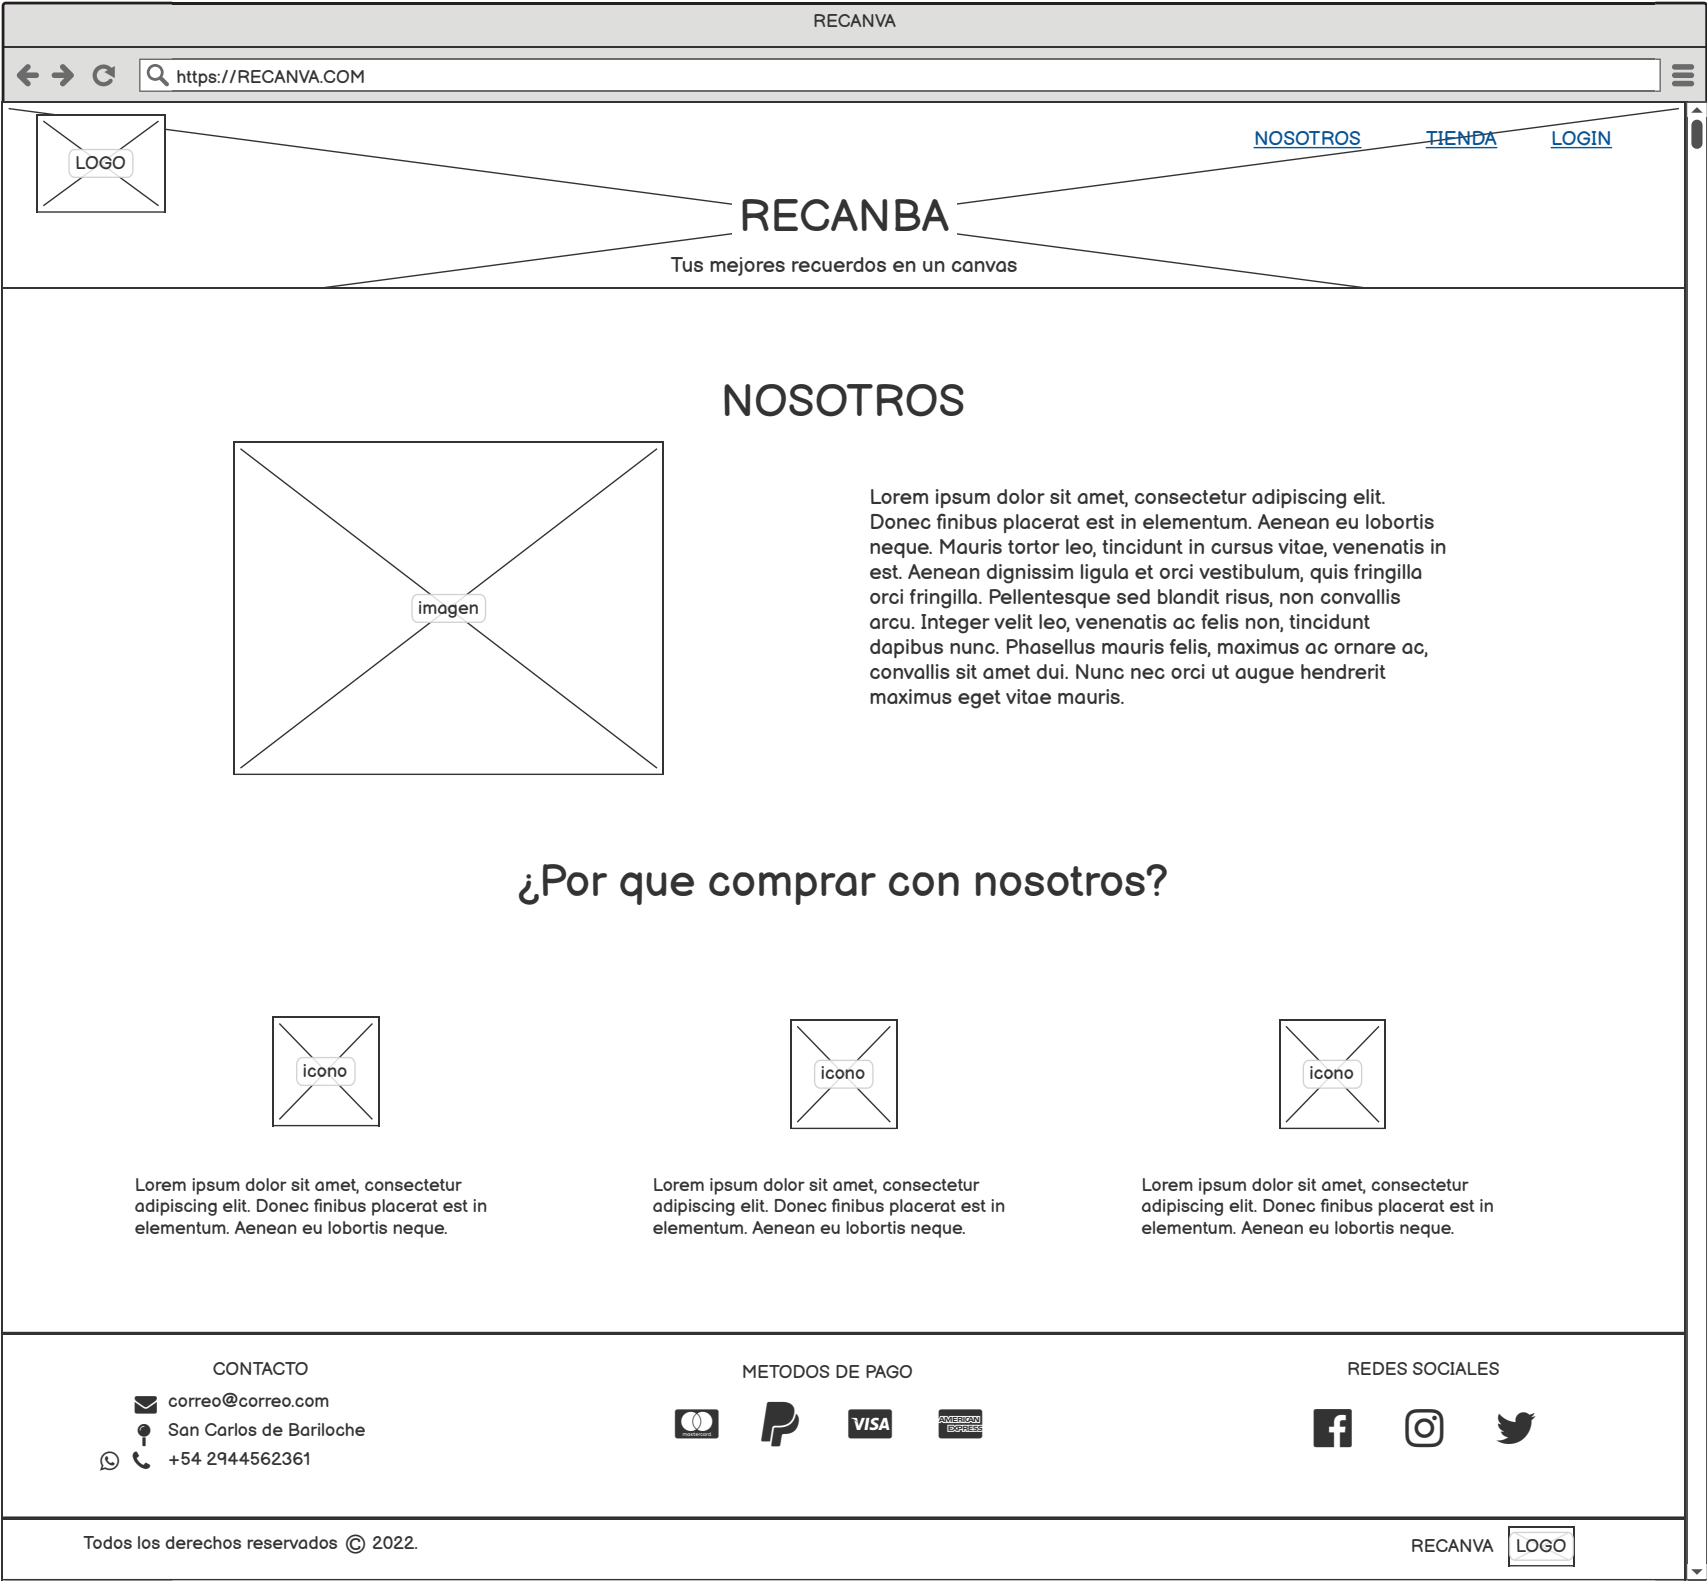 RECANVA
https://RECANVA.COM
LOGO
NOSOTROS TIENDA LOGIN
RECANBA
Tus mejores recuerdos en un canvas
NOSOTROS
imagen
Lorem ipsum dolor sit amet, consectetur adipiscing elit.
Donec finibus placerat est in elementum. Aenean eu lobortis
neque. Mauris tortor leo, tincidunt in cursus vitae, venenatis in
est. Aenean dignissim ligula et orci vestibulum, quis fringilla
orci fringilla. Pellentesque sed blandit risus, non convallis
arcu. Integer velit leo, venenatis ac felis non, tincidunt
dapibus nunc. Phasellus mauris felis, maximus ac ornare ac,
convallis sit amet dui. Nunc nec orci ut augue hendrerit
maximus eget vitae mauris.
¿Por que comprar con nosotros?
icono
Lorem ipsum dolor sit amet, consectetur
adipiscing elit. Donec finibus placerat est in
elementum. Aenean eu lobortis neque.
icono
Lorem ipsum dolor sit amet, consectetur
adipiscing elit. Donec finibus placerat est in
elementum. Aenean eu lobortis neque.
icono
Lorem ipsum dolor sit amet, consectetur
adipiscing elit. Donec finibus placerat est in
elementum. Aenean eu lobortis neque.
CONTACTO
correo@correo.com
San Carlos de Bariloche
+54 2944562361
METODOS DE PAGO
mastercard
VISA
AMERICAN
EXPRESS
REDES SOCIALES
Todos los derechos reservados © 2022.
RECANVA
LOGO